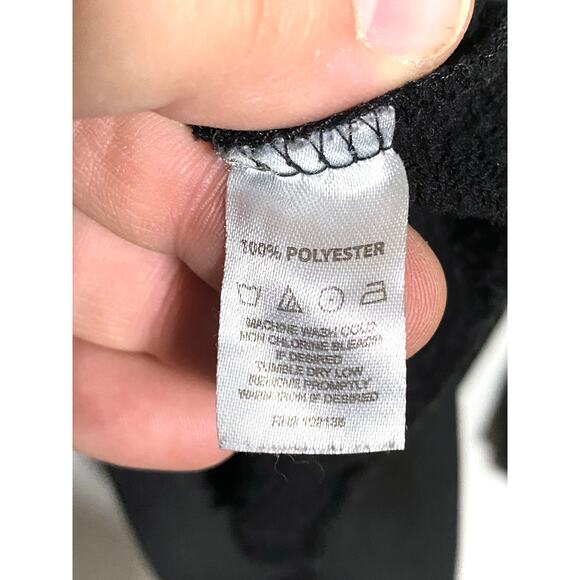 100% POLYESTER
MACHINE WASH COLD
NON CHLORINE BLEACH
IF DESIRED
TUMBLE DRY LOW
REMOVE PROMPTLY
WARM IRON IF DESIRED